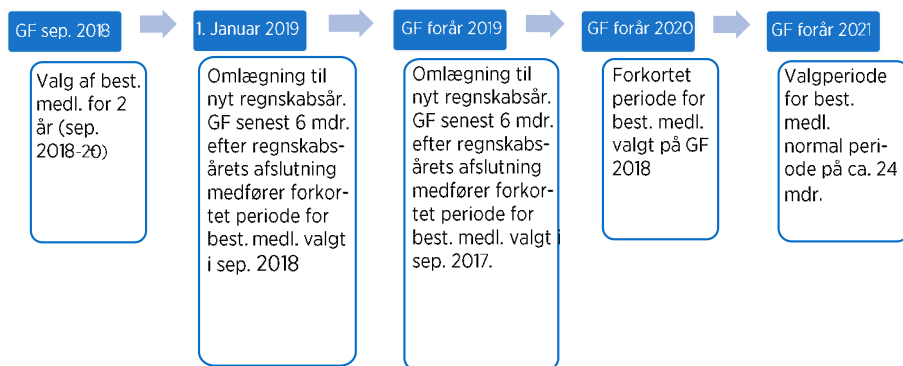 GF sep. 2018
Valg af best.
medl. for 2
år (sep.
2018-20)
1. Januar 2019
Omlægning til
nyt regnskabsår.
GF senest 6 mdr.
efter regnskabs-
årets afslutning
medfører forkor-
tet periode for
best. medl. valgt
i sep. 2018
GF forår 2019
Omlægning til
nyt regnskabsår.
GF senest 6 mdr.
efter regnskabs-
årets afslutning
medfører forkor-
tet periode for
best. medl. valgt i
sep. 2017.
GF forår 2020
Forkortet
periode for
best. medl.
valgt på GF
2018
GF forår 2021
Valgperiode
for best.
medl.
normal peri-
ode på ca. 24
mdr.